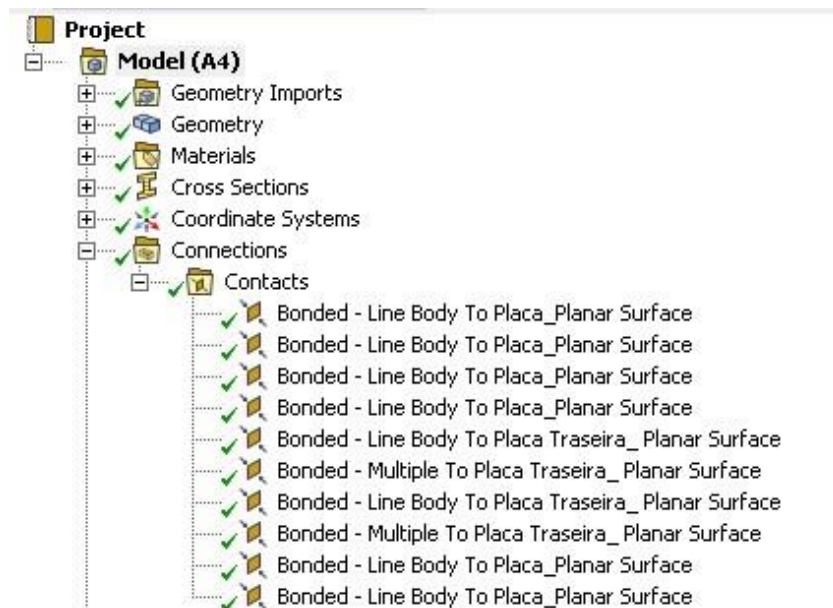 Project
Model (A4)
Geometry Imports
Geometry
Materials
Cross Sections
Coordinate Systems
Connections
Contacts
Bonded - Line Body To Placa_Planar Surface
Bonded - Line Body To Placa_Planar Surface
Bonded - Line Body To Placa_Planar Surface
Bonded - Line Body To Placa_Planar Surface
Bonded - Line Body To Placa Traseira_ Planar Surface
Bonded - Multiple To Placa Traseira_ Planar Surface
Bonded - Line Body To Placa Traseira_ Planar Surface
Bonded - Multiple To Placa Traseira_ Planar Surface
Bonded - Line Body To Placa_Planar Surface
Bonded - Line Body To Placa_Planar Surface